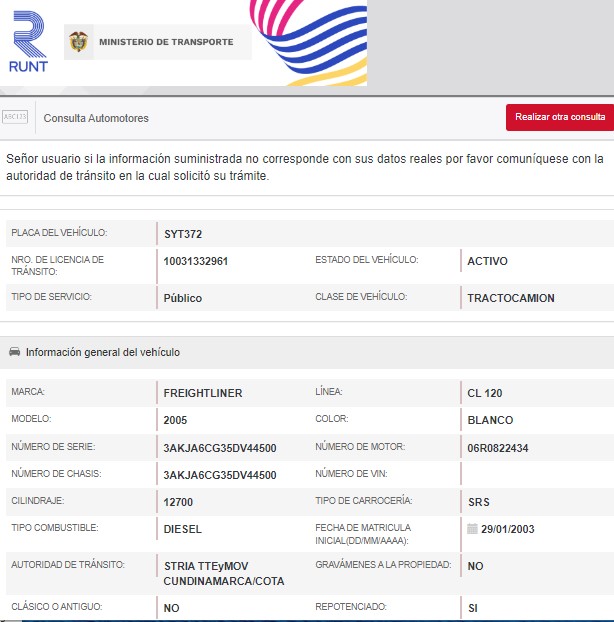 RUNT
MINISTERIO DE TRANSPORTE
Consulta Automotores
Realizar otra consulta
Señor usuario si la información suministrada no corresponde con sus datos reales por favor comuníquese con la
autoridad de tránsito en la cual solicitó su trámite.
PLACA DEL VEHÍCULO: SYT372
NRO. DE LICENCIA DE TRÁNSITO: 10031332961 ESTADO DEL VEHÍCULO: ACTIVO
TIPO DE SERVICIO: Público CLASE DE VEHÍCULO: TRACTOCAMION
Información general del vehículo
MARCA: FREIGHTLINER LÍNEA: CL 120
MODELO: 2005 COLOR: BLANCO
NÚMERO DE SERIE: 3AKJA6CG35DV44500 NÚMERO DE MOTOR: 06R0822434
NÚMERO DE CHASIS: 3AKJA6CG35DV44500 NÚMERO DE VIN:
CILINDRAJE: 12700 TIPO DE CARROCERÍA: SRS
TIPO COMBUSTIBLE: DIESEL FECHA DE MATRICULA INICIAL(DD/MM/AAAA): 29/01/2003
AUTORIDAD DE TRÁNSITO: STRIA TTEyMOV CUNDINAMARCA/COTA GRAVÁMENES A LA PROPIEDAD: NO
CLÁSICO O ANTIGUO: NO REPOTENCIADO: SI